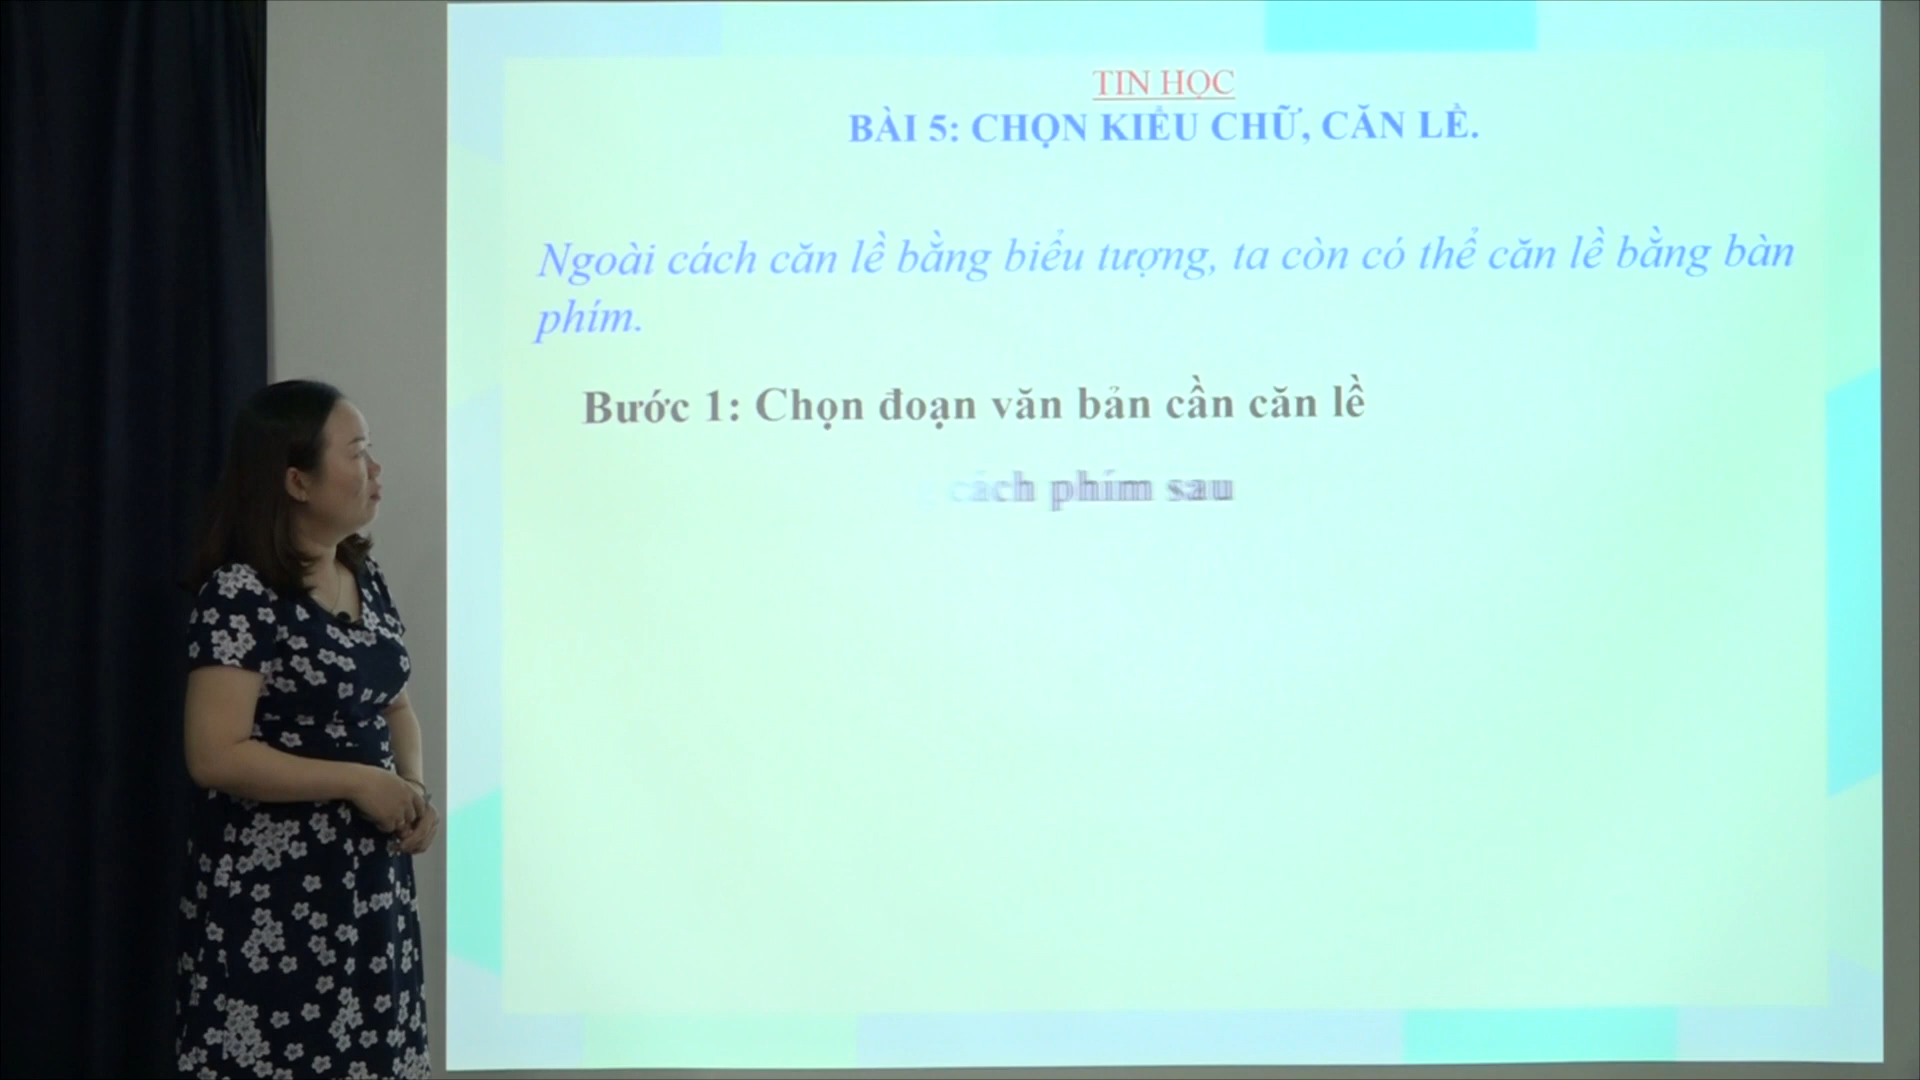 TIN HỌC
BÀI 5: CHỌN KIỂU CHỮ, CĂN LỀ.
Ngoài cách căn lề bằng biểu tượng, ta còn có thể căn lề bằng bàn
phím.
Bước 1: Chọn đoạn văn bản cần căn lề
cách phím sau